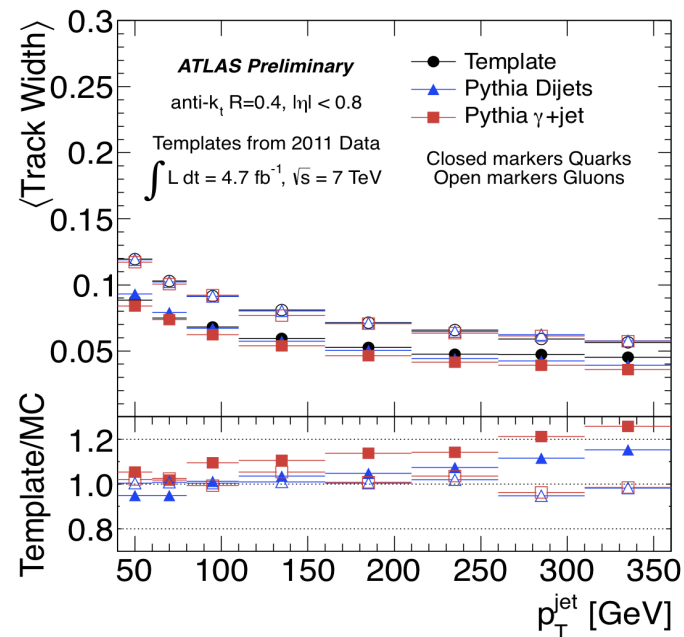 0.3
0.25
0.2
0.15
0.1
0.05
⟨Track Width⟩
ATLAS Preliminary
anti-kt R=0.4, |η| < 0.8
Templates from 2011 Data
∫ L dt = 4.7 fb⁻¹, √s = 7 TeV
Template
Pythia Dijets
Pythia γ+jet
Closed markers Quarks
Open markers Gluons
Template/MC
1.2
1.0
0.8
50 100 150 200 250 300 350
p_T^jet [GeV]